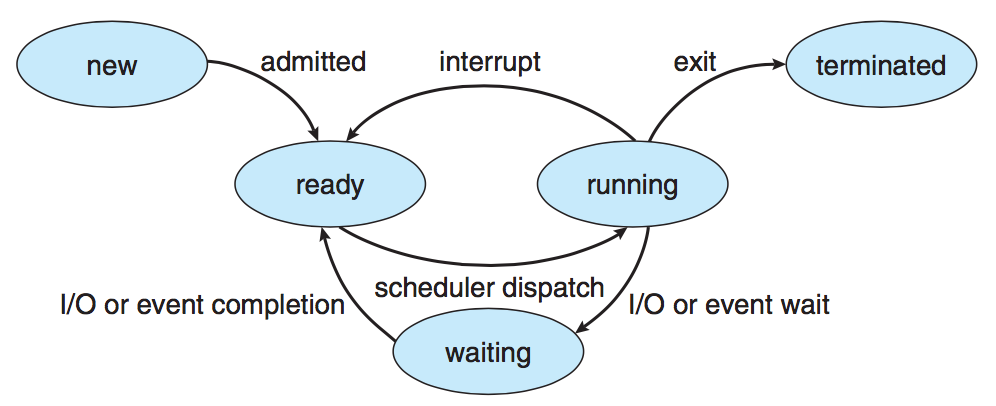 new
admitted
interrupt
exit
terminated
ready
running
I/O or event completion
scheduler dispatch
I/O or event wait
waiting